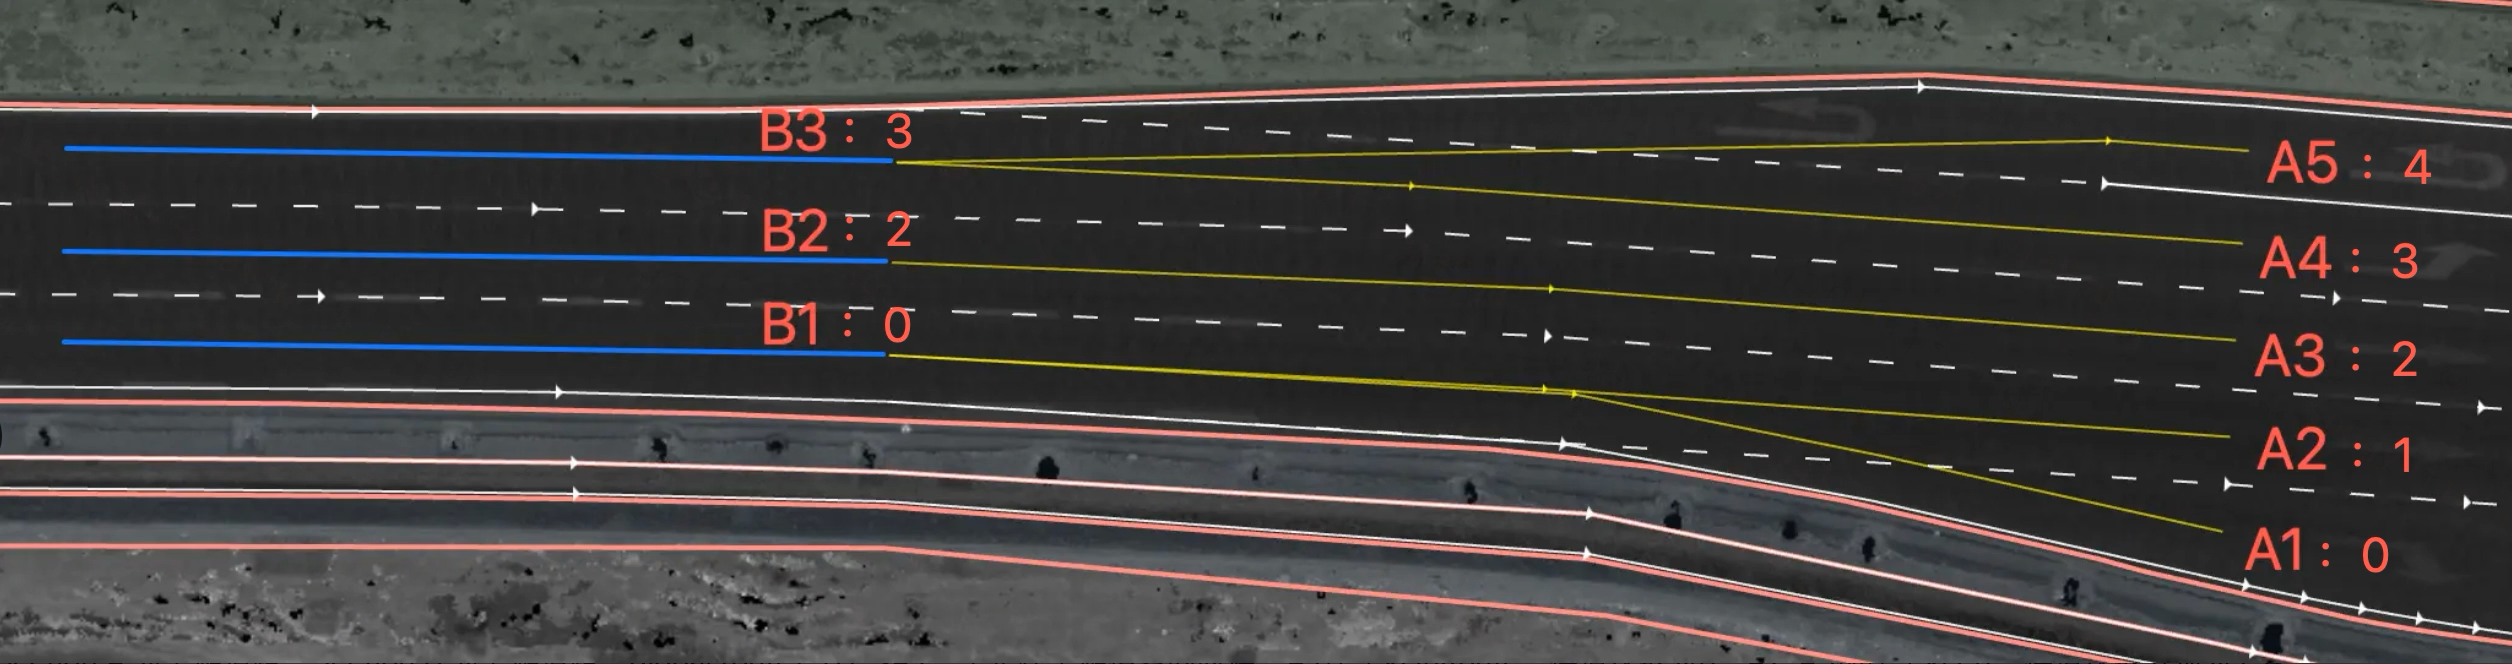 B3 : 3
A5 : 4
B2 : 2
A4 : 3
B1 : 0
A3 : 2
A2 : 1
A1 : 0